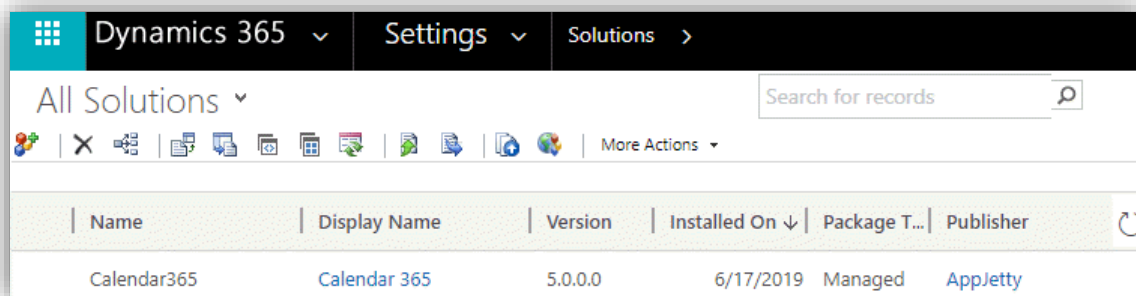 Dynamics 365 Settings Solutions
All Solutions
Search for records
More Actions
Name Display Name Version Installed On Package T... Publisher
Calendar365 Calendar 365 5.0.0.0 6/17/2019 Managed AppJetty